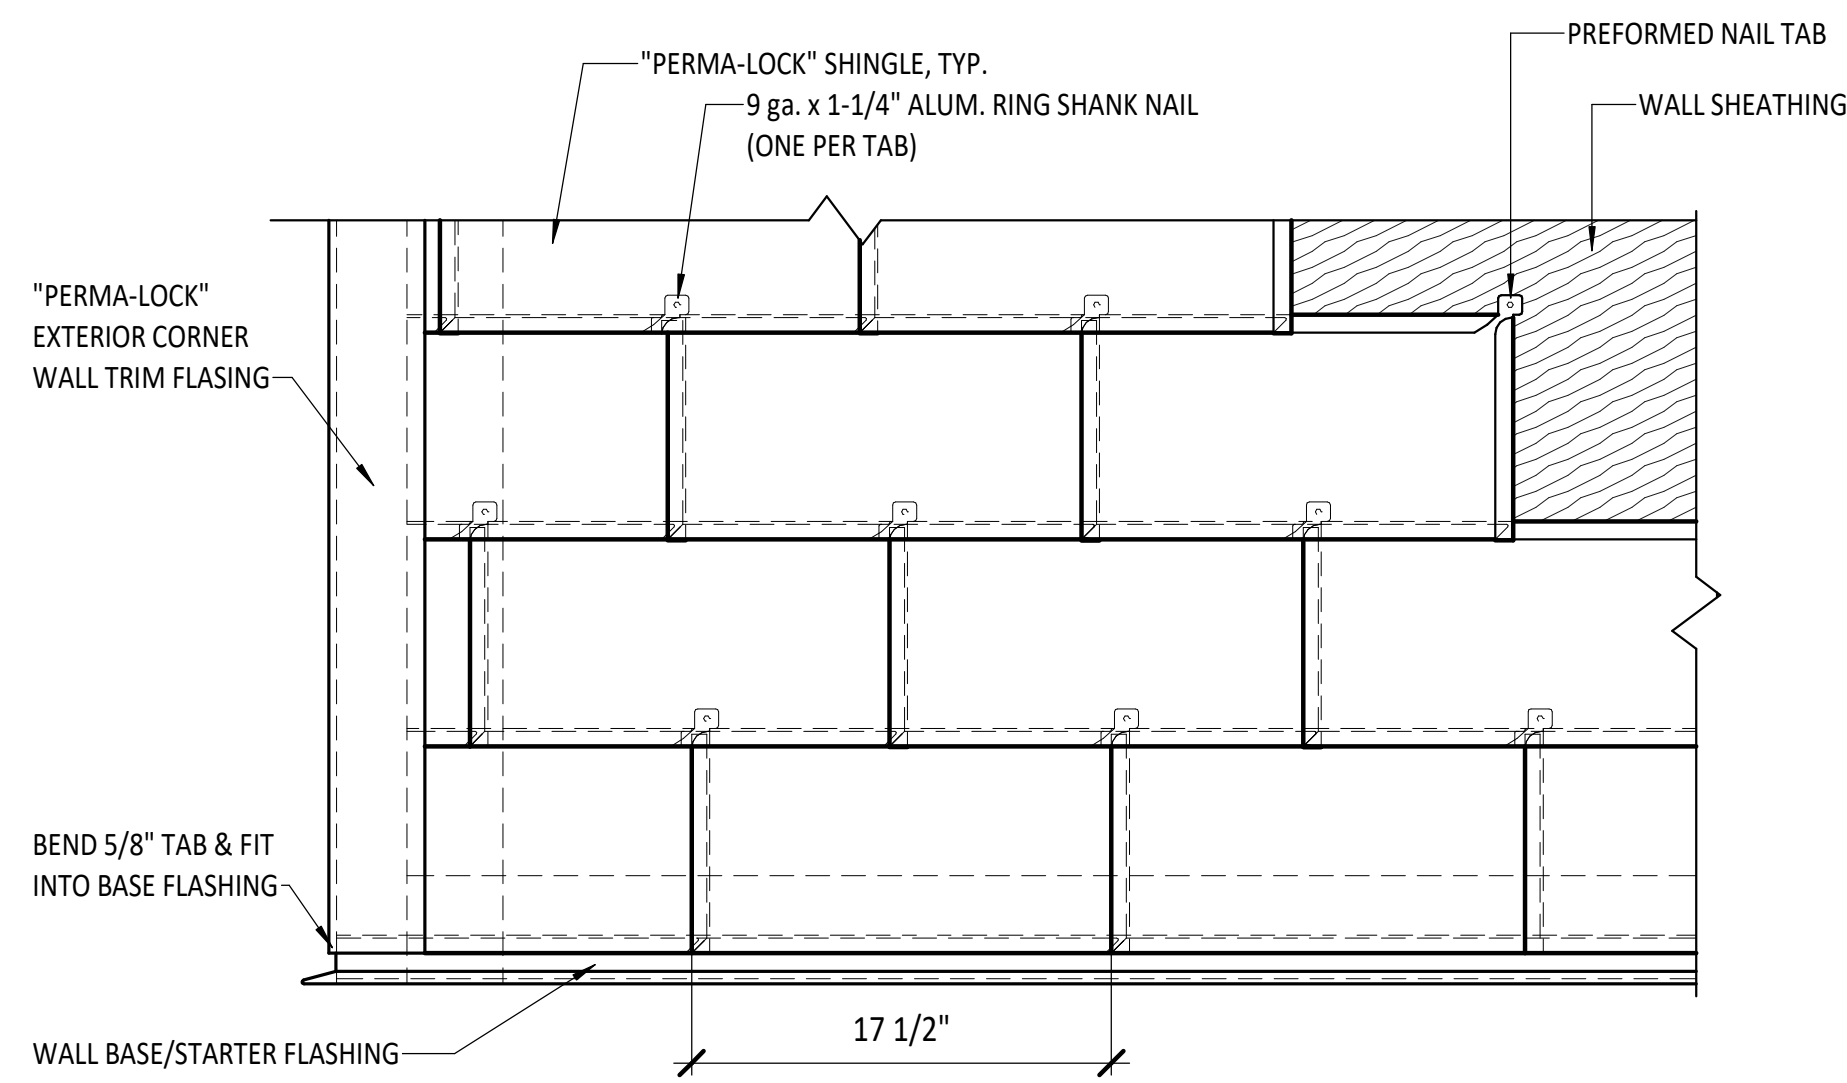 PREFORMED NAIL TAB
"PERMA-LOCK" SHINGLE, TYP.
9 ga. x 1-1/4" ALUM. RING SHANK NAIL
(ONE PER TAB)
WALL SHEATHING
"PERMA-LOCK"
EXTERIOR CORNER
WALL TRIM FLASING
BEND 5/8" TAB & FIT
INTO BASE FLASHING
17 1/2"
WALL BASE/STARTER FLASHING